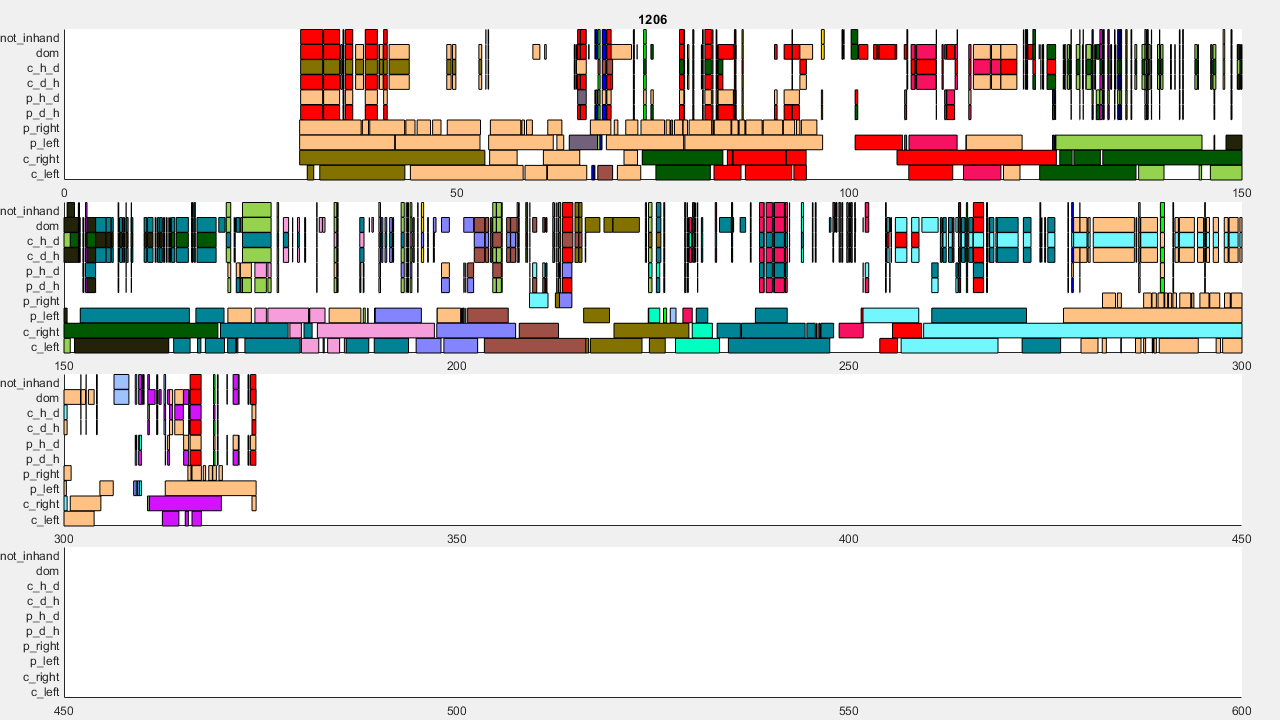 1206
not_inhand
dom
c_h_d
c_d_h
p_h_d
p_d_h
p_right
p_left
c_right
c_left
0 50 100 150
not_inhand
dom
c_h_d
c_d_h
p_h_d
p_d_h
p_right
p_left
c_right
c_left
150 200 250 300
not_inhand
dom
c_h_d
c_d_h
p_h_d
p_d_h
p_right
p_left
c_right
c_left
300 350 400 450
not_inhand
dom
c_h_d
c_d_h
p_h_d
p_d_h
p_right
p_left
c_right
c_left
450 500 550 600